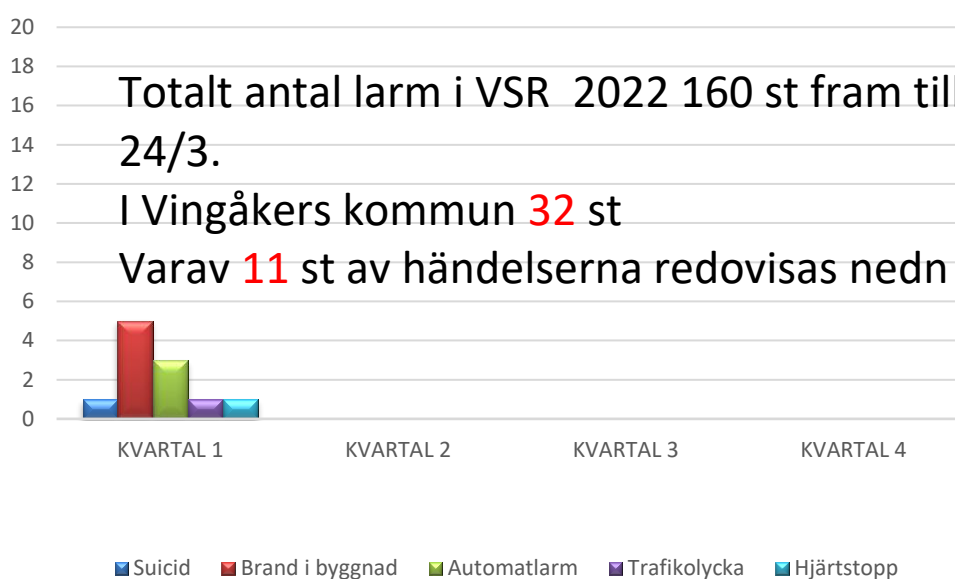 20
18
16
14
12
10
8
6
4
2
0
Totalt antal larm i VSR 2022 160 st fram till
24/3.
I Vingåkers kommun 32 st
Varav 11 st av händelserna redovisas nedn
KVARTAL 1 KVARTAL 2 KVARTAL 3 KVARTAL 4
Suicid Brand i byggnad Automatlarm Trafikolycka Hjärtstopp